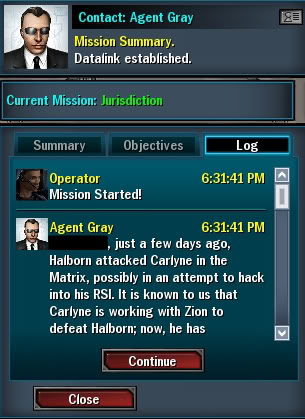 Contact: Agent Gray
Mission Summary.
Datalink established.
Current Mission: Jurisdiction
Summary Objectives Log
Operator 6:31:41 PM
Mission Started!
Agent Gray 6:31:41 PM
, just a few days ago,
Halborn attacked Carlyne in the
Matrix, possibly in an attempt to hack
into his RSI. It is known to us that
Carlyne is working with Zion to
defeat Halborn; now, he has
Continue
Close